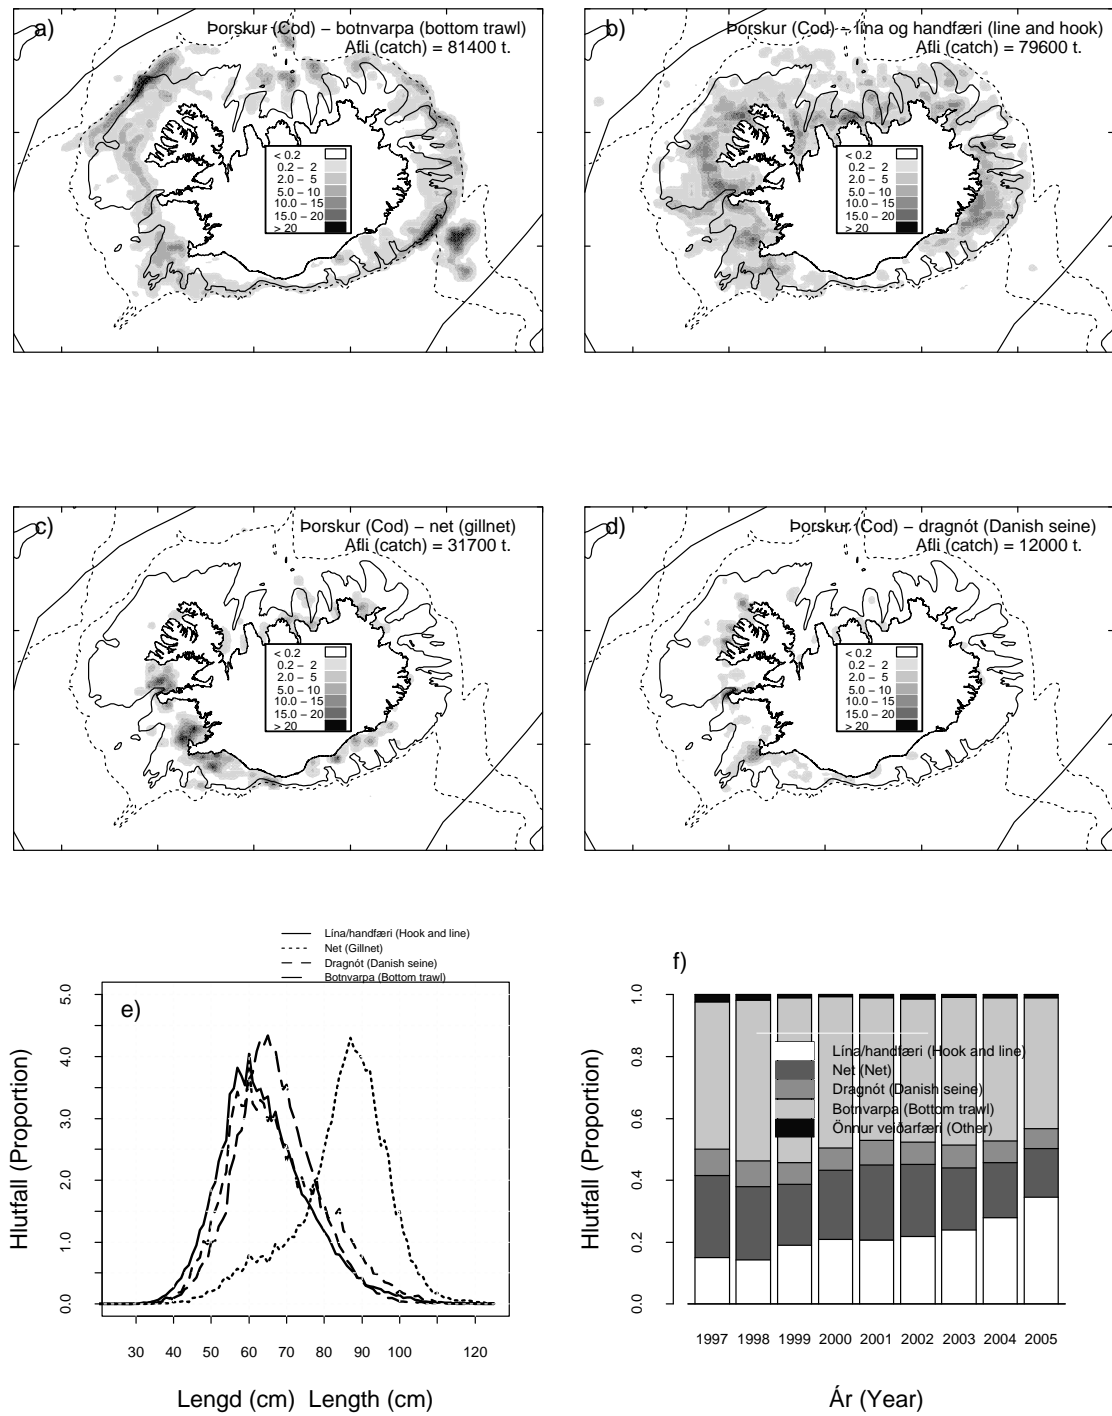 a)
Þorskur (Cod) – botnvarpa (bottom trawl)
Afli (catch) = 81400 t.
< 0.2
0.2 – 2
2.0 – 5
5.0 – 10
10.0 – 15
15.0 – 20
> 20
b)
Þorskur (Cod) – lína og handfæri (line and hook)
Afli (catch) = 79600 t.
< 0.2
0.2 – 2
2.0 – 5
5.0 – 10
10.0 – 15
15.0 – 20
> 20
c)
Þorskur (Cod) – net (gillnet)
Afli (catch) = 31700 t.
< 0.2
0.2 – 2
2.0 – 5
5.0 – 10
10.0 – 15
15.0 – 20
> 20
d)
Þorskur (Cod) – dragnót (Danish seine)
Afli (catch) = 12000 t.
< 0.2
0.2 – 2
2.0 – 5
5.0 – 10
10.0 – 15
15.0 – 20
> 20
Lína/handfæri (Hook and line)
Net (Gillnet)
Dragnót (Danish seine)
Botnvarpa (Bottom trawl)
e)
Hlutfall (Proportion)
5.0
4.0
3.0
2.0
1.0
0.0
30 40 50 60 70 80 90 100 120
Lengd (cm) Length (cm)
f)
Hlutfall (Proportion)
1.0
0.8
0.6
0.4
0.2
0.0
Lína/handfæri (Hook and line)
Net (Net)
Dragnót (Danish seine)
Botnvarpa (Bottom trawl)
Önnur veiðarfæri (Other)
1997 1998 1999 2000 2001 2002 2003 2004 2005
Ár (Year)